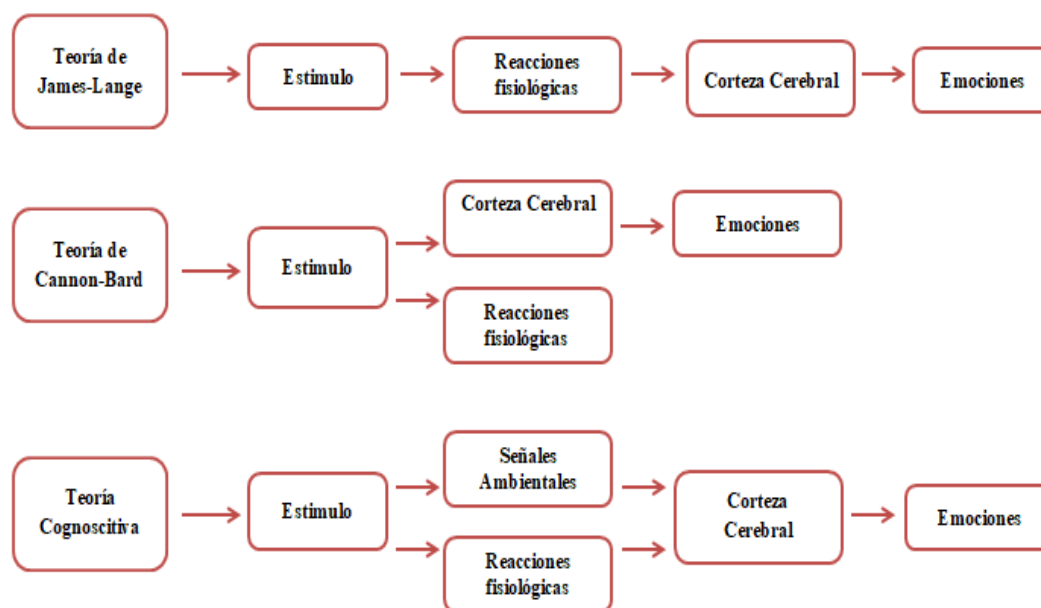 Teoría de
James-Lange
Estimulo
Reacciones
fisiológicas
Corteza Cerebral
Emociones
Teoría de
Cannon-Bard
Estimulo
Corteza Cerebral
Emociones
Reacciones
fisiológicas
Teoría
Cognoscitiva
Estimulo
Señales
Ambientales
Reacciones
fisiológicas
Corteza
Cerebral
Emociones